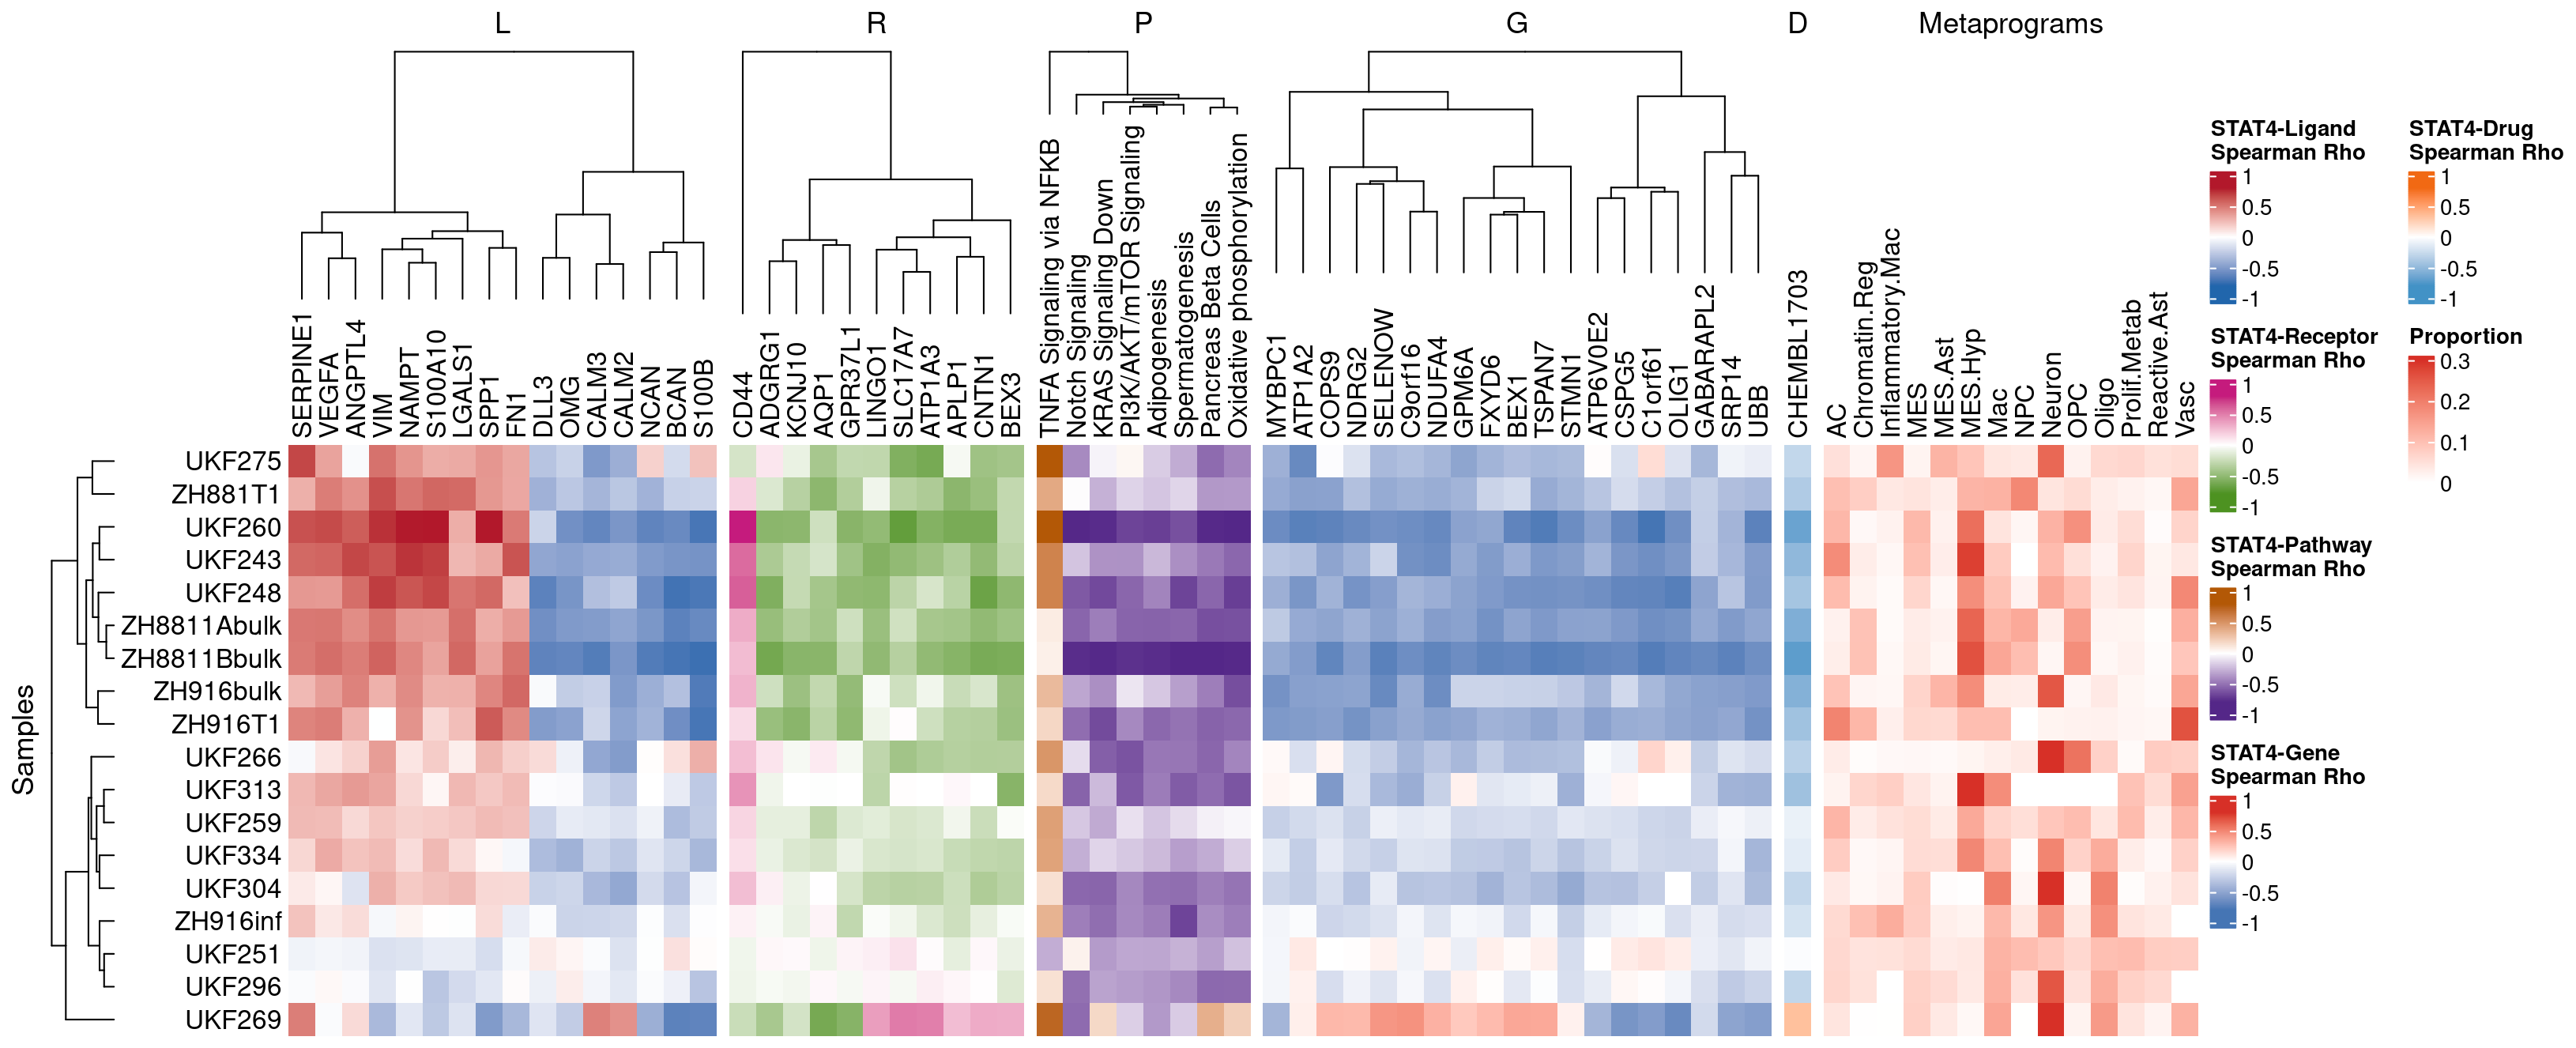 L R P G D Metaprograms
SERPINE1
VEGFA
ANGPTL4
VIM
NAMPT
S100A10
LGALS1
SPP1
FN1
DLL3
OMG
CALM3
CALM2
NCAN
BCAN
S100B
CD44
ADGRG1
KCNJ10
AQP1
GPR37L1
LINGO1
SLC17A7
ATP1A3
APLP1
CNTN1
BEX3
TNFA Signaling via NFKB
Notch Signaling
KRAS Signaling Down
PI3K/AKT/mTOR Signaling
Adipogenesis
Spermatogenesis
Pancreas Beta Cells
Oxidative phosphorylation
MYBPC1
ATP1A2
COPS9
NDRG2
SELENOW
C9orf16
NDUFA4
GPM6A
FXYD6
BEX1
TSPAN7
STMN1
ATP6V0E2
CSPG5
C1orf61
OLIG1
GABARAPL2
SRP14
UBB
CHEMBL1703
AC
Chromatin.Reg
Inflammatory.Mac
MES
MES.Ast
MES.Hyp
Mac
NPC
Neuron
OPC
Oligo
Prolif.Metab
Reactive.Ast
Vasc
Samples
UKF275
ZH881T1
UKF260
UKF243
UKF248
ZH8811Abulk
ZH8811Bbulk
ZH916bulk
ZH916T1
UKF266
UKF313
UKF259
UKF334
UKF304
ZH916inf
UKF251
UKF296
UKF269
STAT4-Ligand
Spearman Rho
1
0.5
0
-0.5
-1
STAT4-Receptor
Spearman Rho
1
0.5
0
-0.5
-1
STAT4-Pathway
Spearman Rho
1
0.5
0
-0.5
-1
STAT4-Gene
Spearman Rho
1
0.5
0
-0.5
-1
STAT4-Drug
Spearman Rho
1
0.5
0
-0.5
-1
Proportion
0.3
0.2
0.1
0